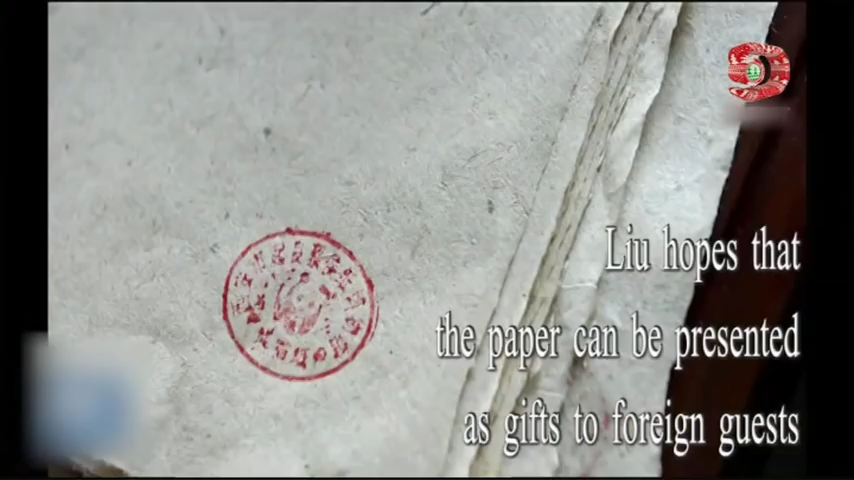 Liu hopes that
the paper can be presented
as gifts to foreign guests